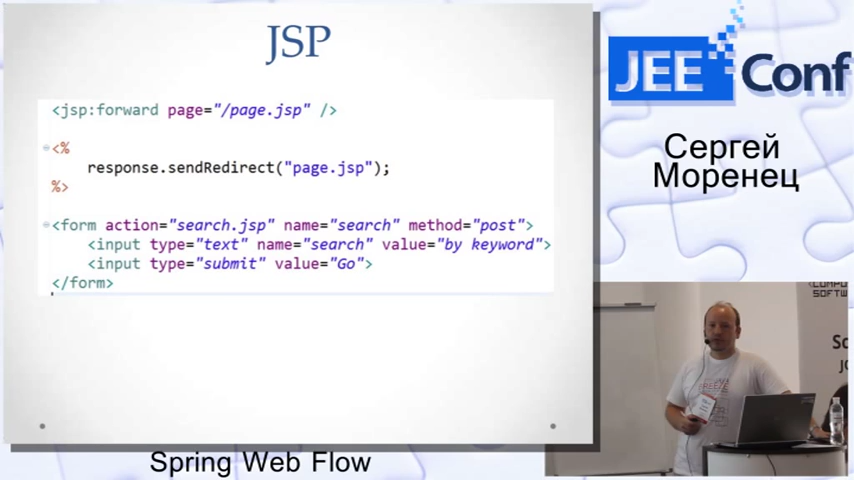 JSP
<jsp:forward page="/page.jsp" />
<%
response.sendRedirect("page.jsp");
%>
<form action="search.jsp" name="search" method="post">
<input type="text" name="search" value="by keyword">
<input type="submit" value="Go">
</form>
JEE Conf
Сергей
Моренец
Spring Web Flow